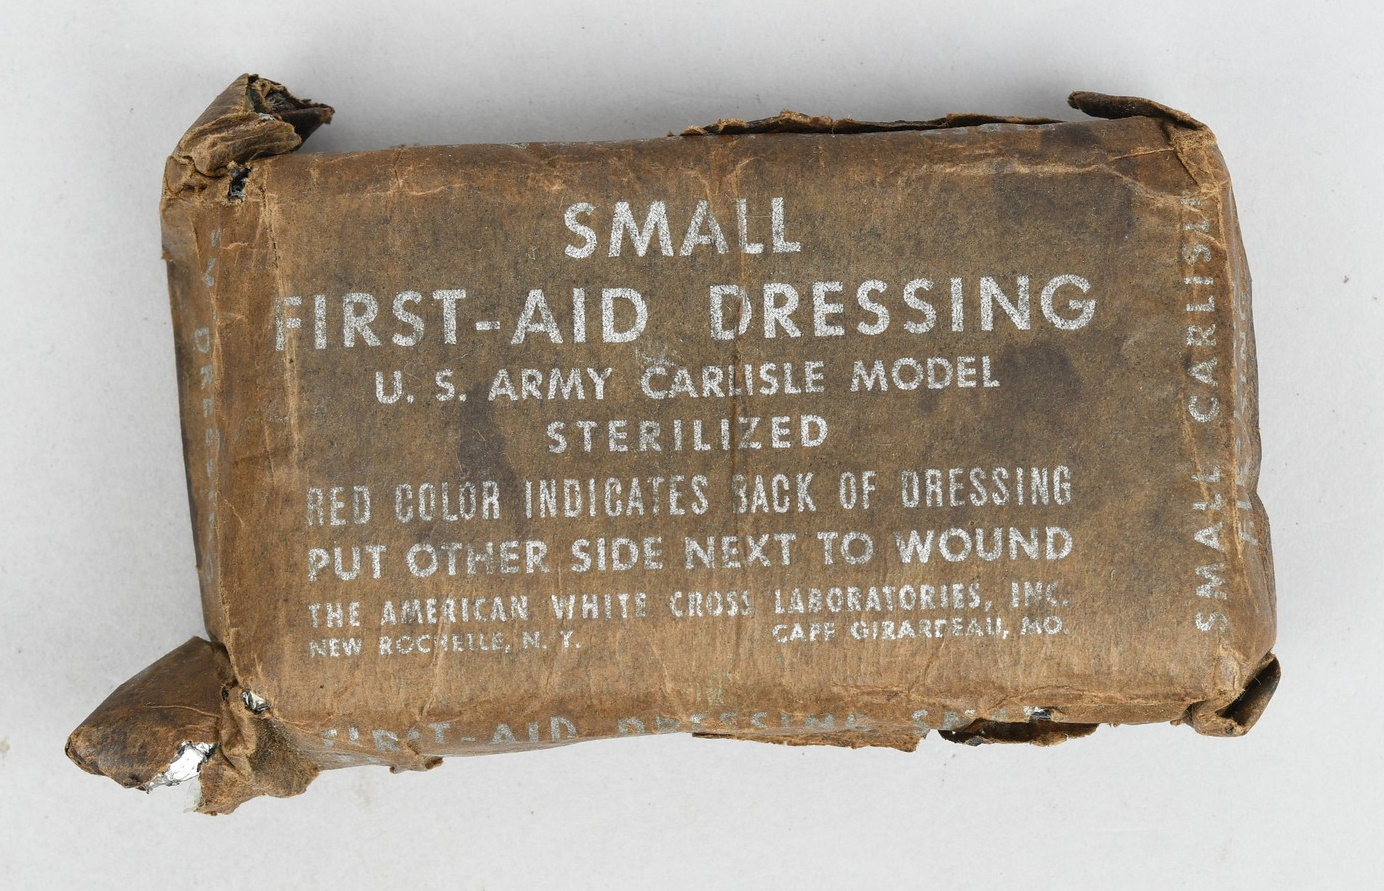 SMALL
FIRST-AID DRESSING
U. S. ARMY CARLISLE MODEL
STERILIZED
RED COLOR INDICATES BACK OF DRESSING
PUT OTHER SIDE NEXT TO WOUND
THE AMERICAN WHITE CROSS LABORATORIES, INC.
NEW ROCHELLE, N. Y. CAPE GIRARDEAU, MO.
FIRST-AID DRESSING
SMALL CARLISLE